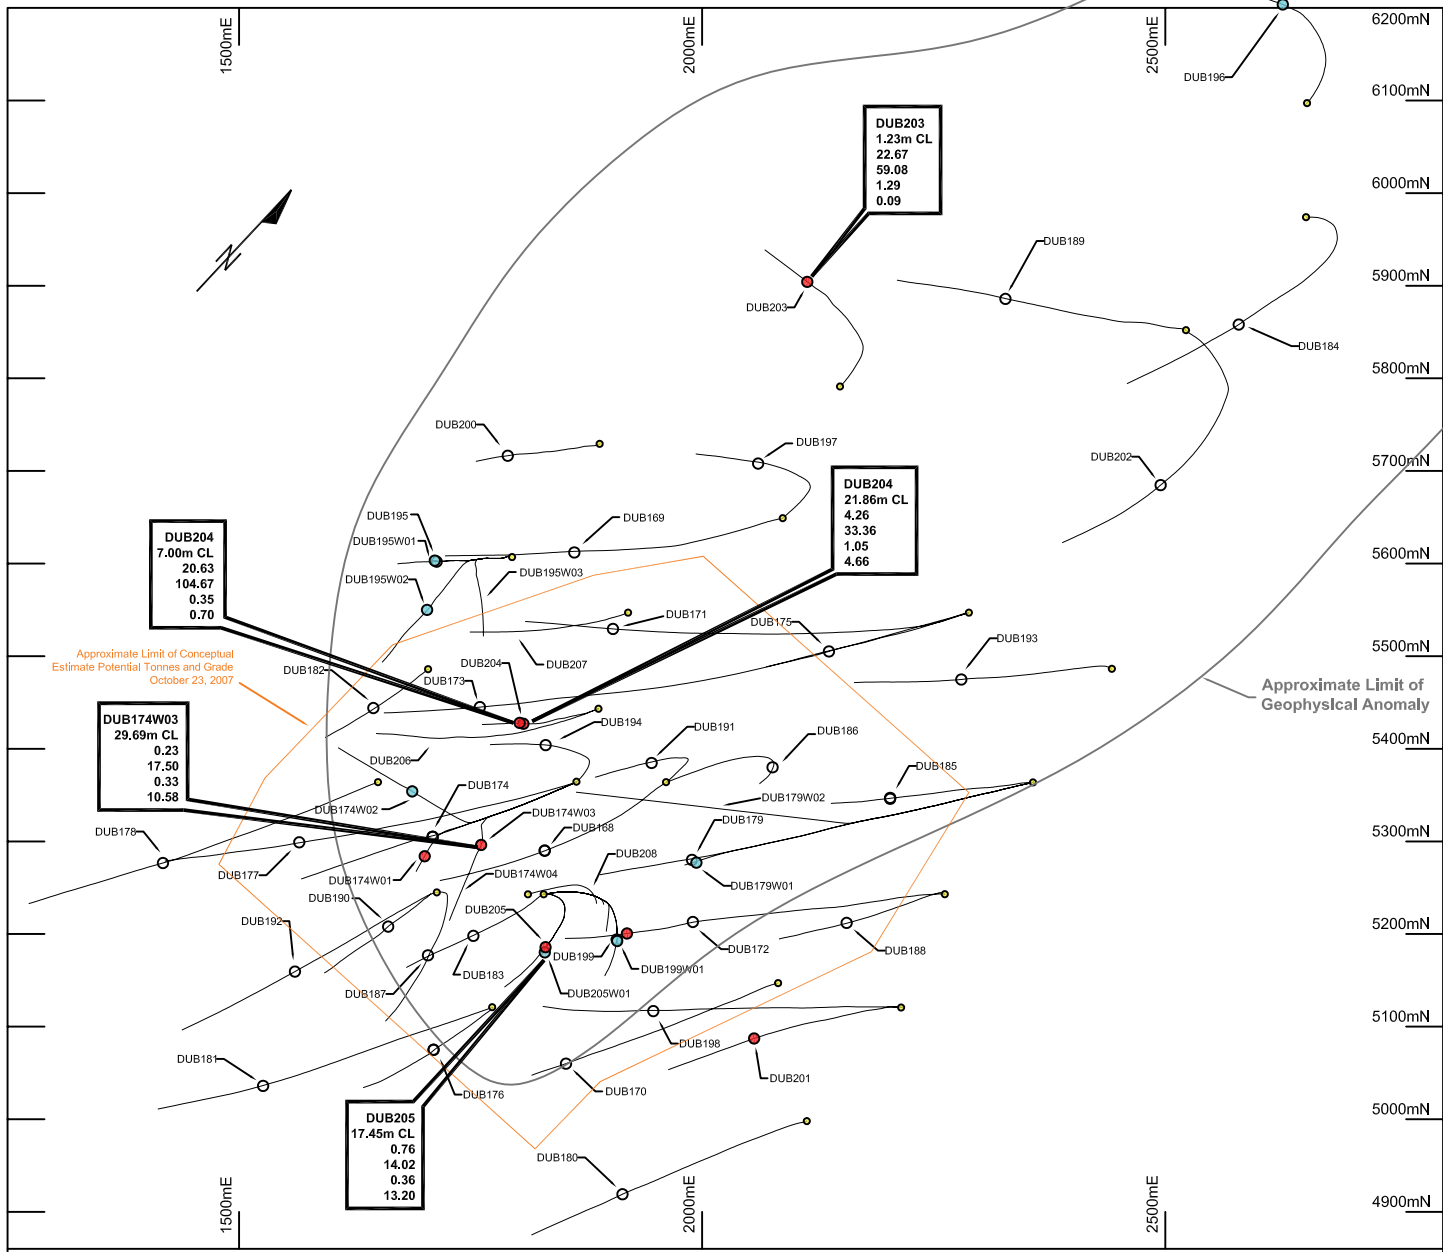 1500mE
2000mE
2500mE
6200mN
DUB196
6100mN
DUB203
1.23m CL
22.67
59.08
1.29
0.09
6000mN
N
DUB189
5900mN
DUB203
DUB184
5800mN
DUB200
DUB197
DUB202
5700mN
DUB204
21.86m CL
4.26
33.36
1.05
4.66
DUB195
DUB169
DUB195W01
DUB204
7.00m CL
20.63
104.67
0.35
0.70
5600mN
DUB195W02
DUB195W03
DUB171
DUB175
DUB193
5500mN
Approximate Limit of Conceptual
Estimate Potential Tonnes and Grade
October 23, 2007
DUB182
DUB204
DUB207
DUB173
Approximate Limit of
Geophysical Anomaly
DUB194
DUB191
DUB186
5400mN
DUB174W03
29.69m CL
0.23
17.50
0.33
10.58
DUB206
DUB174
DUB185
DUB174W02
DUB179W02
DUB174W03
DUB178
DUB168
DUB179
5300mN
DUB208
DUB177
DUB174W01
DUB174W04
DUB179W01
DUB190
DUB205
DUB192
5200mN
DUB199
DUB172
DUB188
DUB183
DUB199W01
DUB187
DUB205W01
5100mN
DUB198
DUB181
DUB201
DUB176
DUB170
DUB205
17.45m CL
0.76
14.02
0.36
13.20
5000mN
DUB180
4900mN
1500mE
2000mE
2500mE